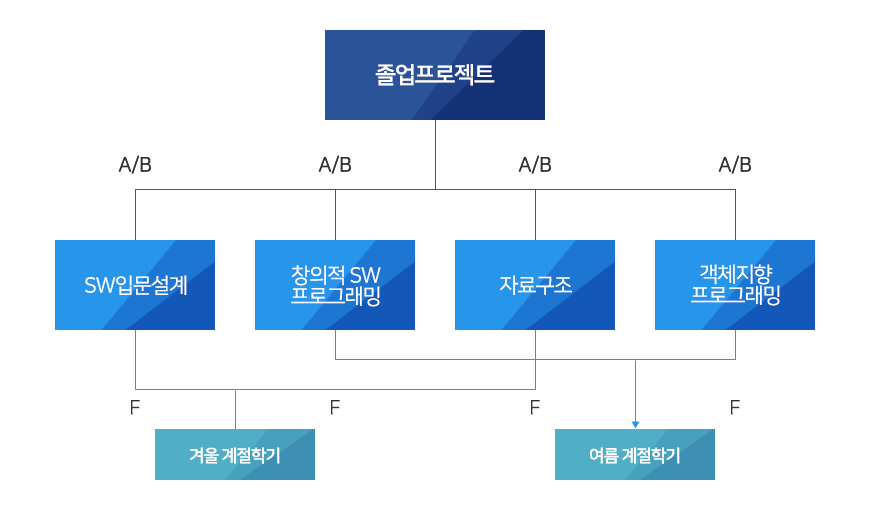 졸업프로젝트
A/B
A/B
A/B
A/B
SW입문설계
창의적 SW
프로그래밍
자료구조
객체지향
프로그래밍
F
F
F
F
겨울 계절학기
여름 계절학기